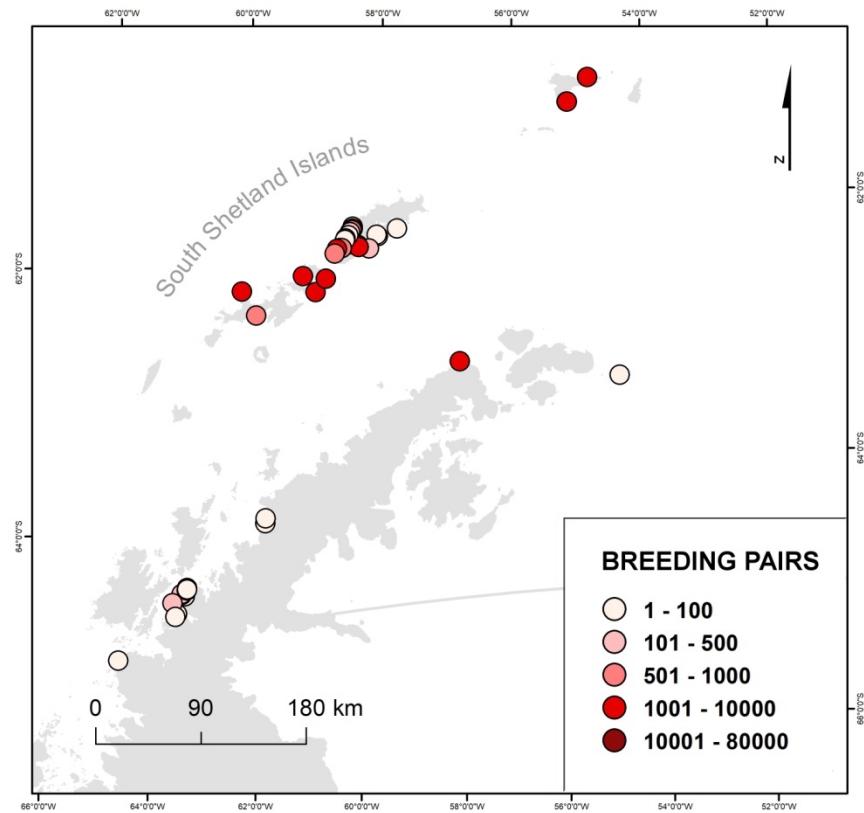 62°0'0"W 60°0'0"W 58°0'0"W 56°0'0"W 54°0'0"W 52°0'0"W
South Shetland Islands
N
62°0'0"S
62°0'0"S
64°0'0"S
64°0'0"S
66°0'0"S
BREEDING PAIRS
1 - 100
101 - 500
501 - 1000
1001 - 10000
10001 - 80000
0 90 180 km
66°0'0"W 64°0'0"W 62°0'0"W 60°0'0"W 58°0'0"W 56°0'0"W 54°0'0"W 52°0'0"W